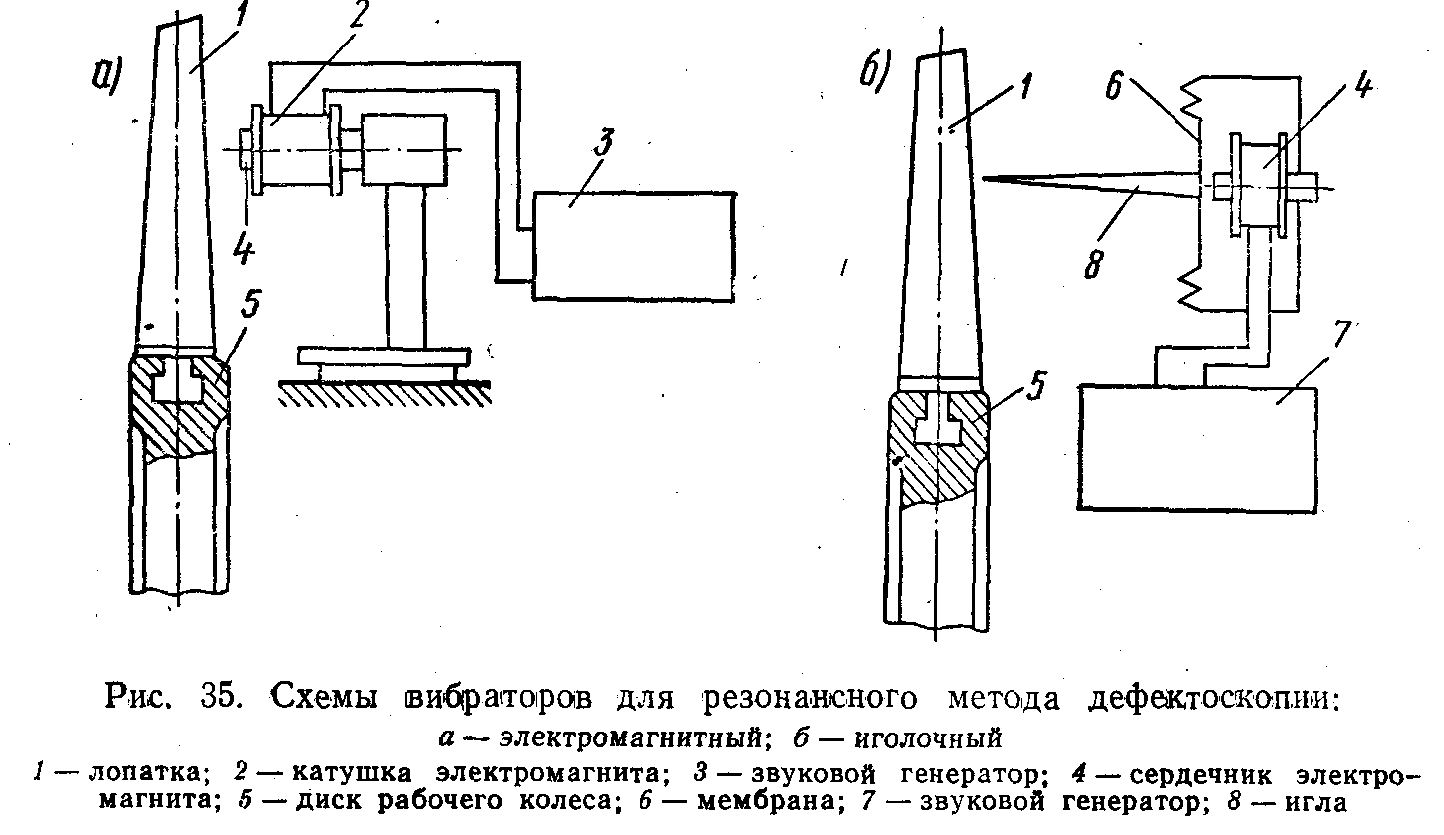 1
2
а)
3
4
5
б)
1
6
4
8
7
5
Рис. 35. Схемы вибраторов для резонансного метода дефектоскопии:
а — электромагнитный; б — иголочный
1 — лопатка; 2 — катушка электромагнита; 3 — звуковой генератор; 4 — сердечник электро-
магнита; 5 — диск рабочего колеса; 6 — мембрана; 7 — звуковой генератор; 8 — игла